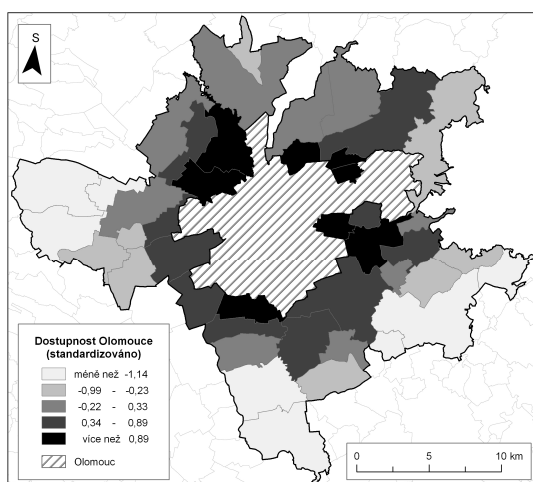 S
Dostupnost Olomouce
(standardizováno)
méně než -1,14
-0,99 - -0,23
-0,22 - 0,33
0,34 - 0,89
více než 0,89
Olomouc
0 5 10 km